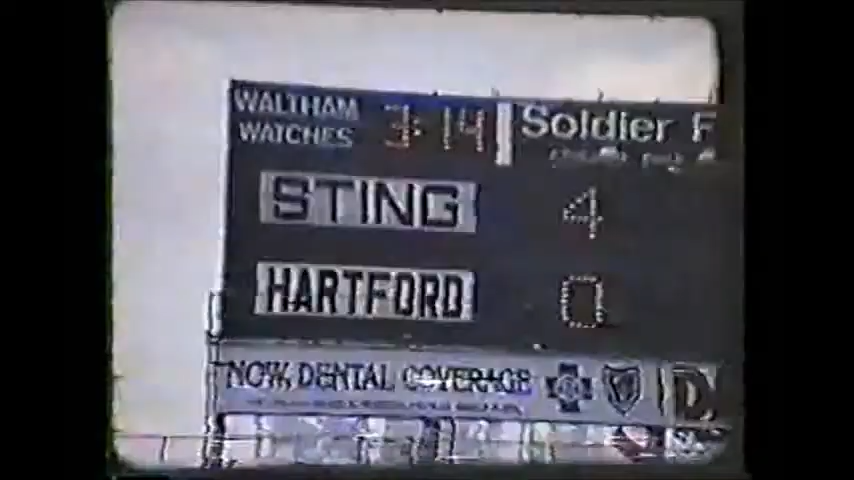 WALTHAM
WATCHES
3:14
Soldier F
STING 4
HARTFORD 0
NOW, DENTAL COVERAGE
D